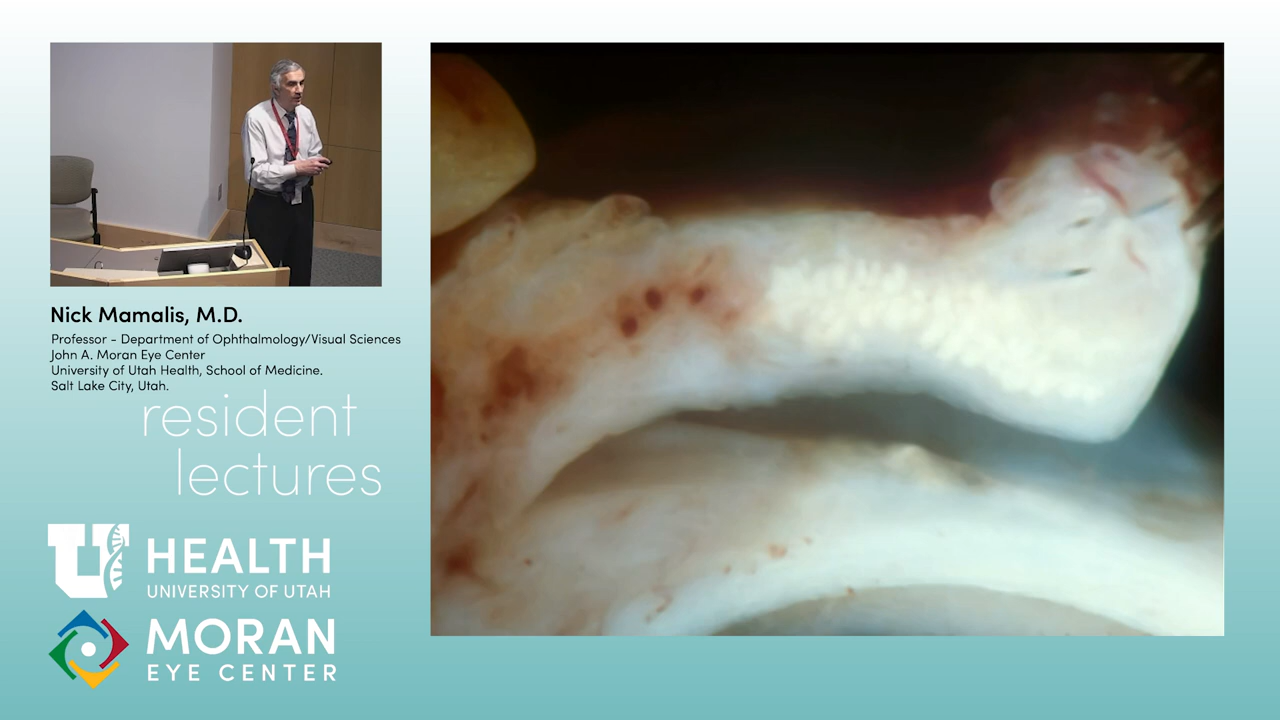 Nick Mamalis, M.D.
Professor - Department of Ophthalmology/Visual Sciences
John A. Moran Eye Center
University of Utah Health, School of Medicine.
Salt Lake City, Utah.
resident
lectures
U HEALTH
UNIVERSITY OF UTAH
MORAN
EYE CENTER